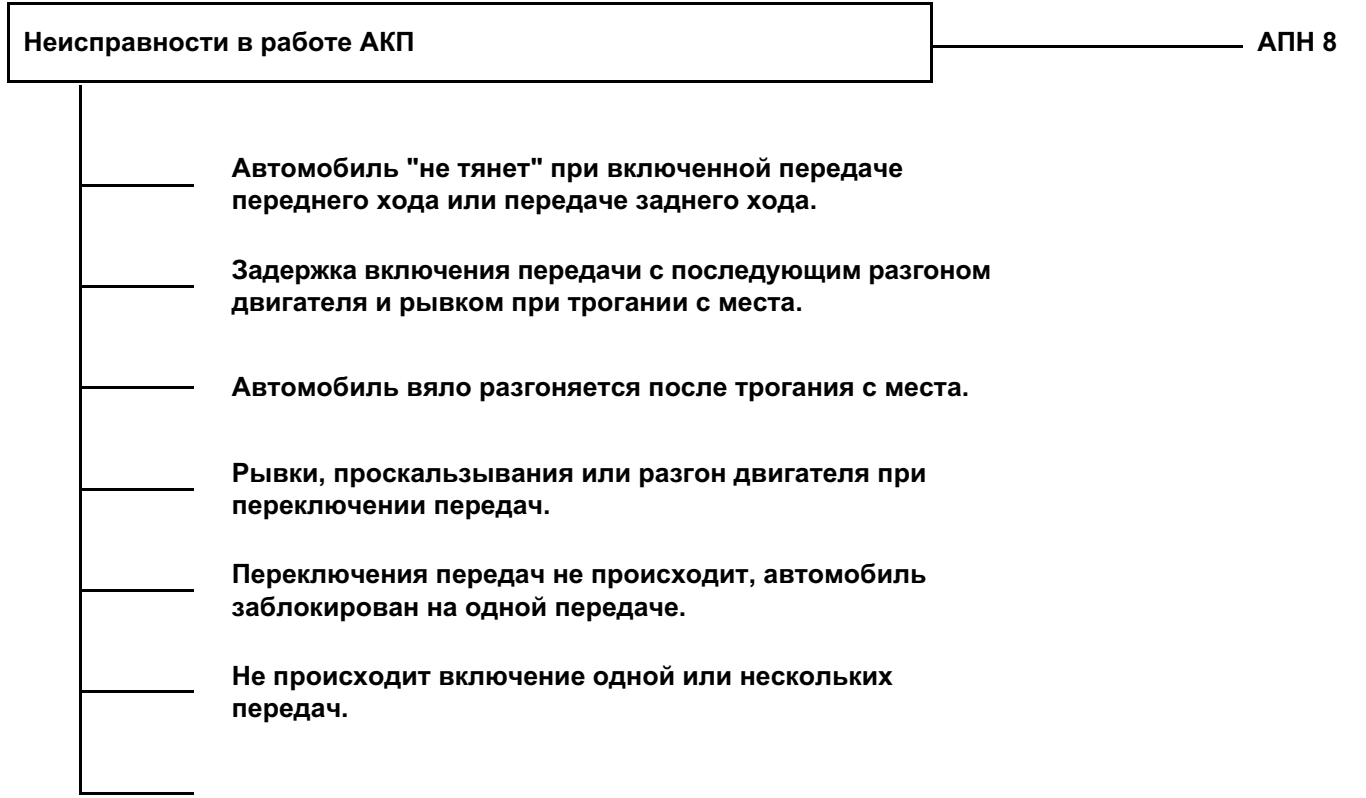 Неисправности в работе АКП
АПН 8
Автомобиль "не тянет" при включенной передаче
переднего хода или передаче заднего хода.
Задержка включения передачи с последующим разгоном
двигателя и рывком при трогании с места.
Автомобиль вяло разгоняется после трогания с места.
Рывки, проскальзывания или разгон двигателя при
переключении передач.
Переключения передач не происходит, автомобиль
заблокирован на одной передаче.
Не происходит включение одной или нескольких
передач.